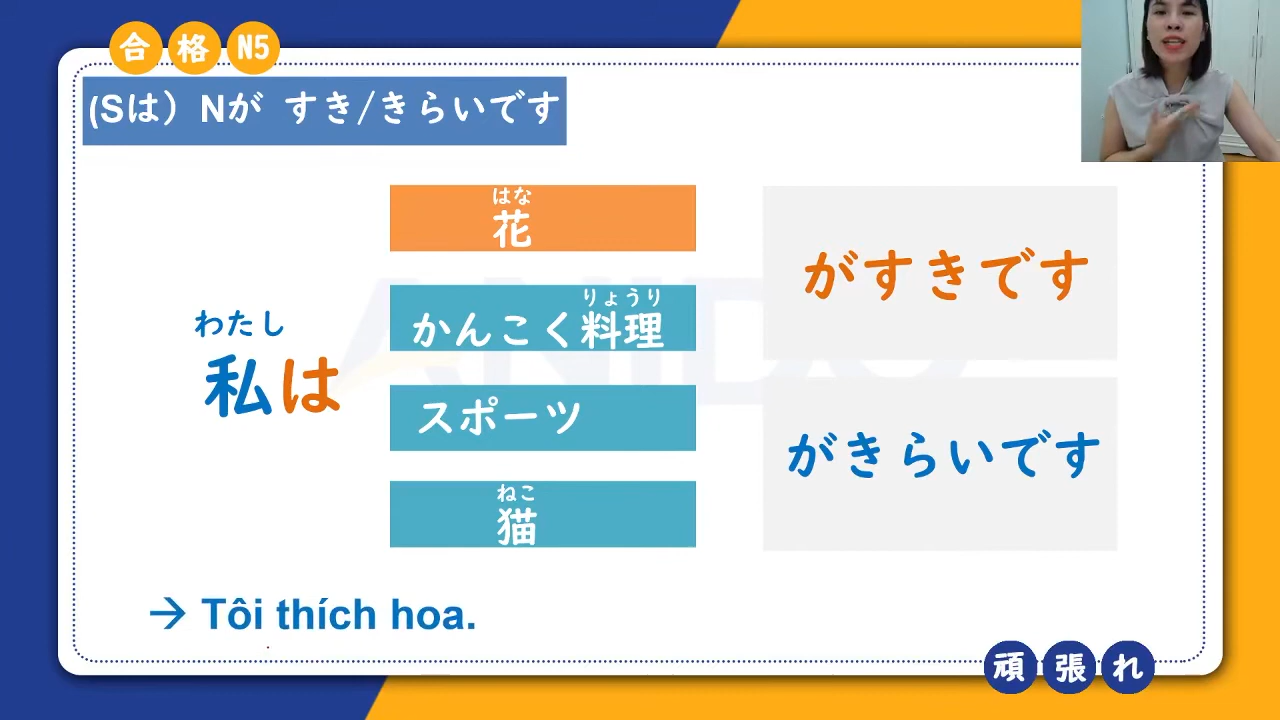 合格N5
(Sは）Nが すき/きらいです
はな
花
りょうり
かんこく料理
スポーツ
ねこ
猫
わたし
私は
がすきです
がきらいです
→ Tôi thích hoa.
頑張れ